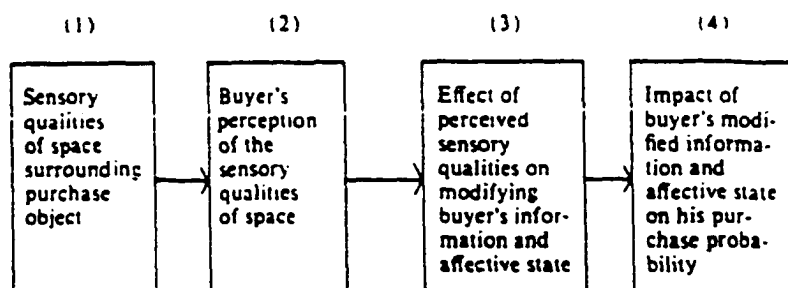 (1)
(2)
(3)
(4)
Sensory
qualities
of space
surrounding
purchase
object
Buyer's
perception
of the
sensory
qualities
of space
Effect of
perceived
sensory
qualities on
modifying
buyer's infor-
mation and
affective state
Impact of
buyer's modi-
fied informa-
tion and
affective state
on his pur-
chase proba-
bility